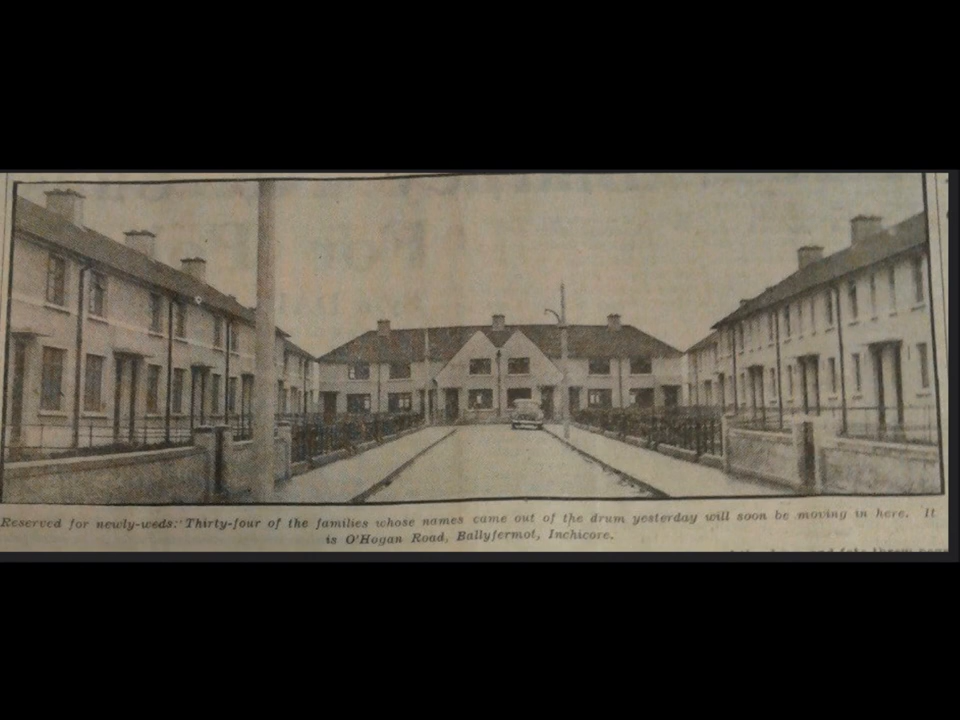 Reserved for newly-weds: Thirty-four of the families whose names came out of the drum yesterday will soon be moving in here. It
is O'Hogan Road, Ballyfermot, Inchicore.